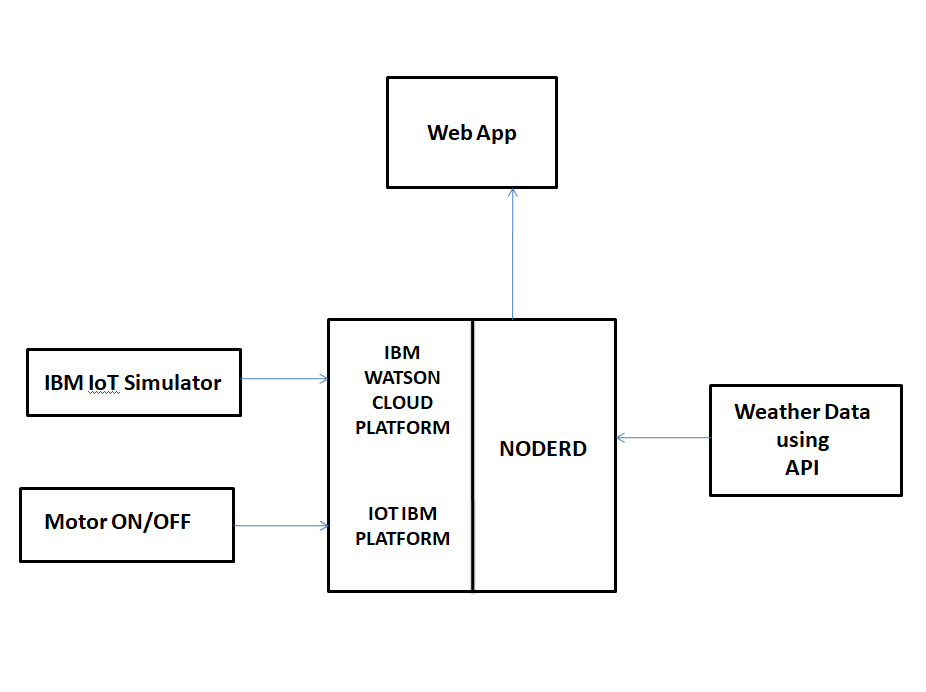 Web App
IBM IoT Simulator
Motor ON/OFF
IBM
WATSON
CLOUD
PLATFORM
IOT IBM
PLATFORM
NODERD
Weather Data
using
API